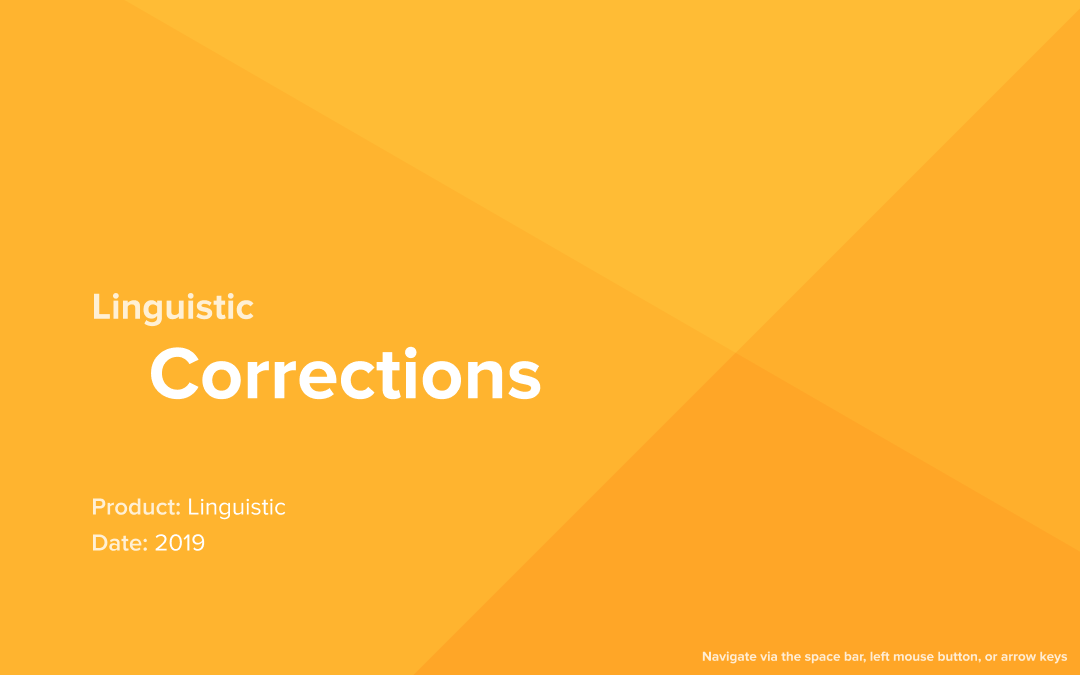 Linguistic
Corrections
Product: Linguistic
Date: 2019
Navigate via the space bar, left mouse button, or arrow keys